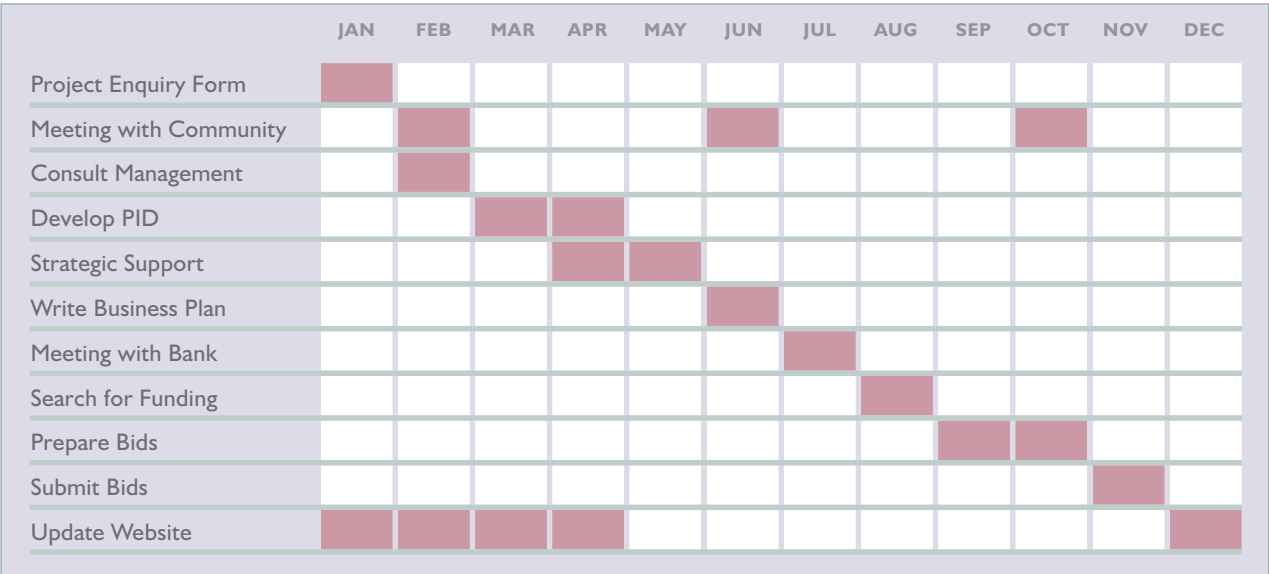 JAN FEB MAR APR MAY JUN JUL AUG SEP OCT NOV DEC
Project Enquiry Form
Meeting with Community
Consult Management
Develop PID
Strategic Support
Write Business Plan
Meeting with Bank
Search for Funding
Prepare Bids
Submit Bids
Update Website